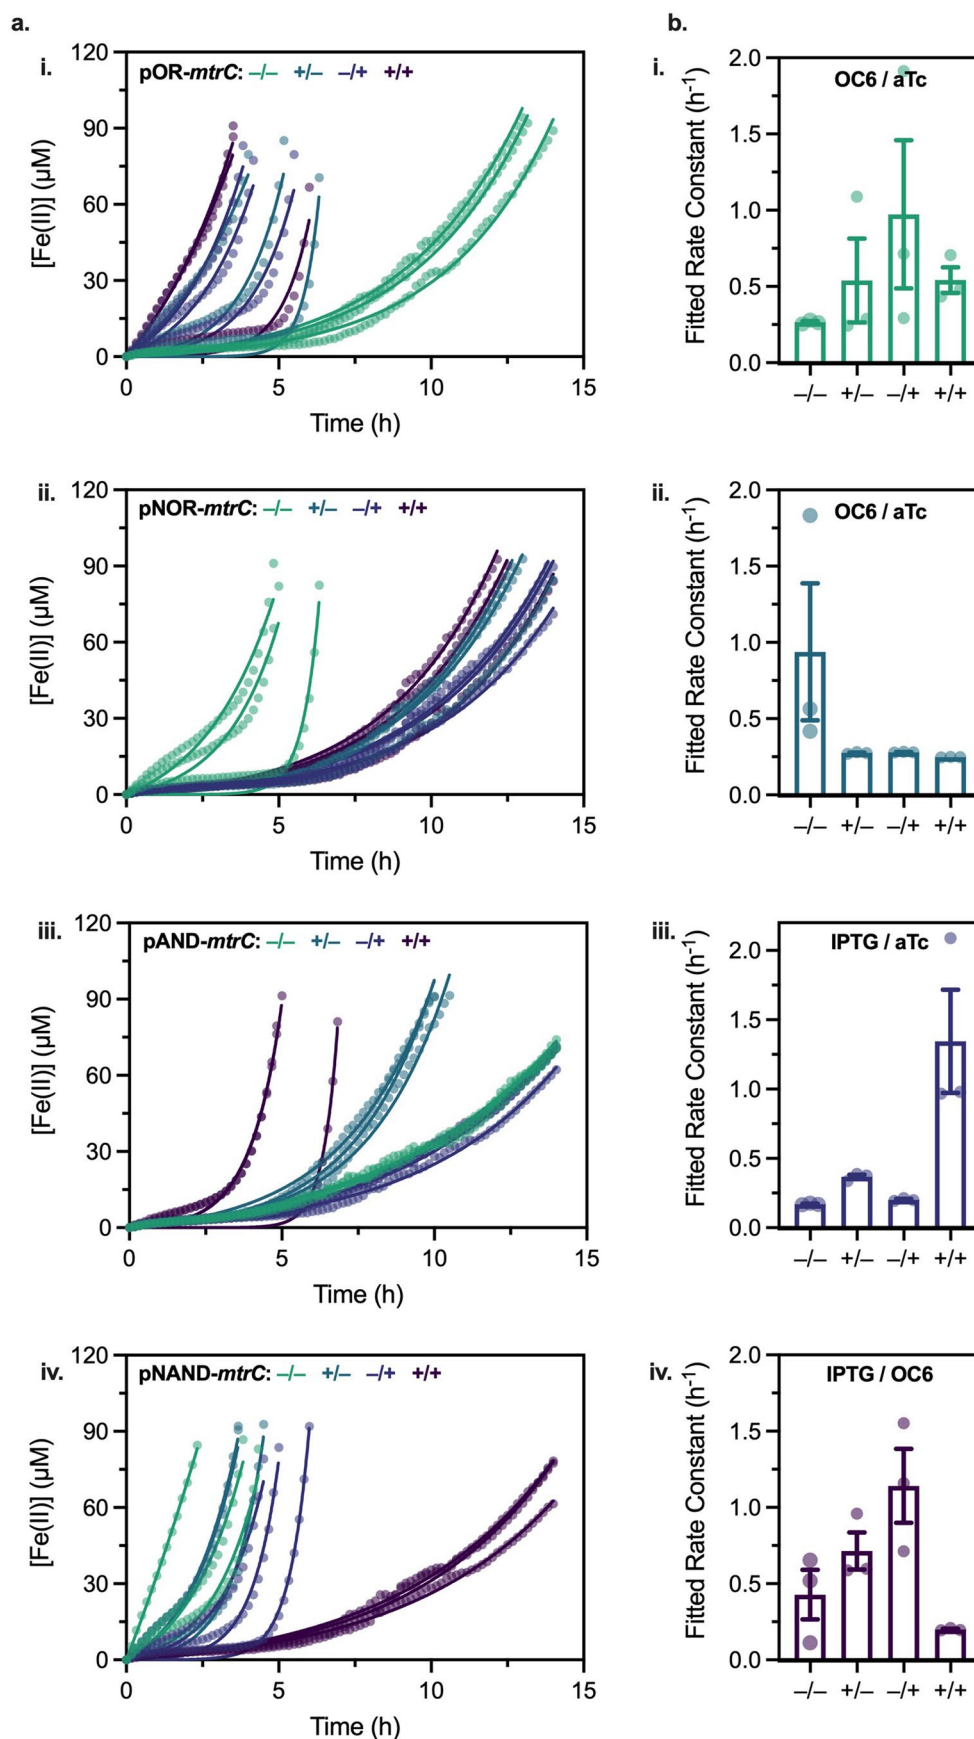 a.
b.
i.
pOR-mtrC: –/– +/– –/+ +/+
120
90
60
30
0
[Fe(II)] (µM)
0 5 10 15
Time (h)
i.
OC6 / aTc
2.0
1.5
1.0
0.5
0.0
Fitted Rate Constant (h-1)
–/– +/– –/+ +/+
ii.
pNOR-mtrC: –/– +/– –/+ +/+
120
90
60
30
0
[Fe(II)] (µM)
0 5 10 15
Time (h)
ii.
OC6 / aTc
2.0
1.5
1.0
0.5
0.0
Fitted Rate Constant (h-1)
–/– +/– –/+ +/+
iii.
pAND-mtrC: –/– +/– –/+ +/+
120
90
60
30
0
[Fe(II)] (µM)
0 5 10 15
Time (h)
iii.
IPTG / aTc
2.0
1.5
1.0
0.5
0.0
Fitted Rate Constant (h-1)
–/– +/– –/+ +/+
iv.
pNAND-mtrC: –/– +/– –/+ +/+
120
90
60
30
0
[Fe(II)] (µM)
0 5 10 15
Time (h)
iv.
IPTG / OC6
2.0
1.5
1.0
0.5
0.0
Fitted Rate Constant (h-1)
–/– +/– –/+ +/+